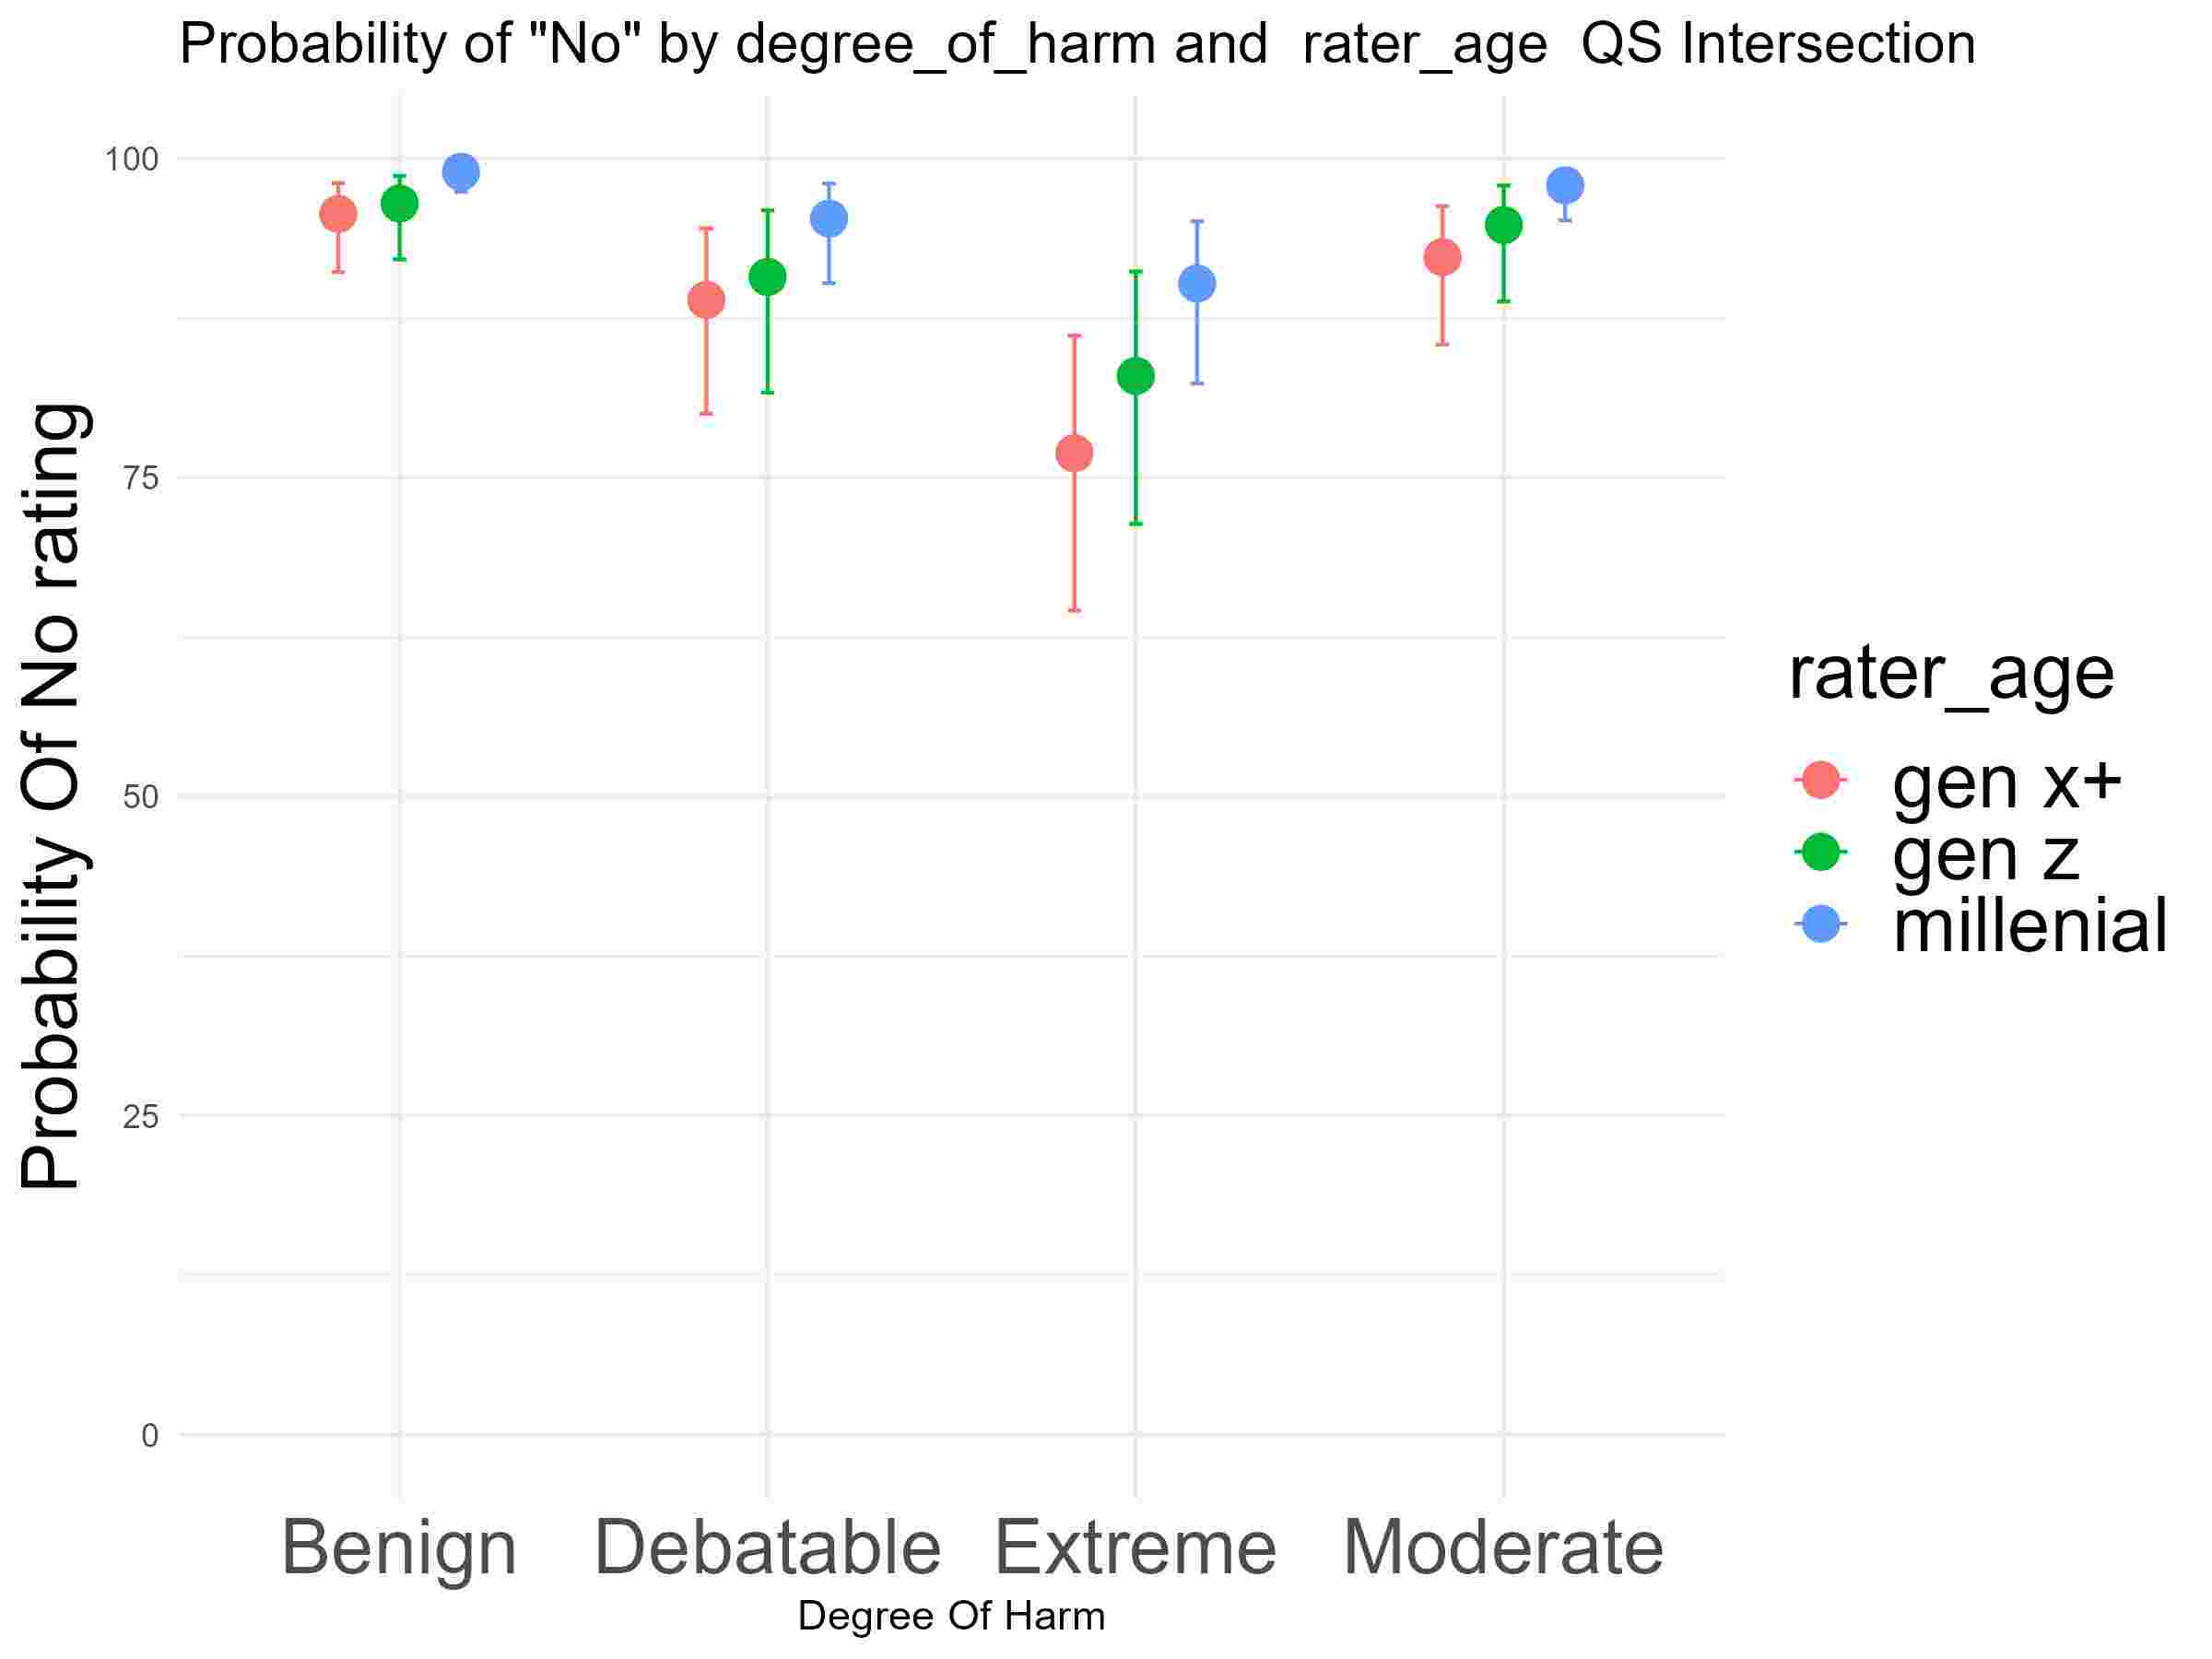 Probability of "No" by degree_of_harm and rater_age QS Intersection
Probability Of No rating
100
75
50
25
0
Benign Debatable Extreme Moderate
Degree Of Harm
rater_age
gen x+
gen z
millenial